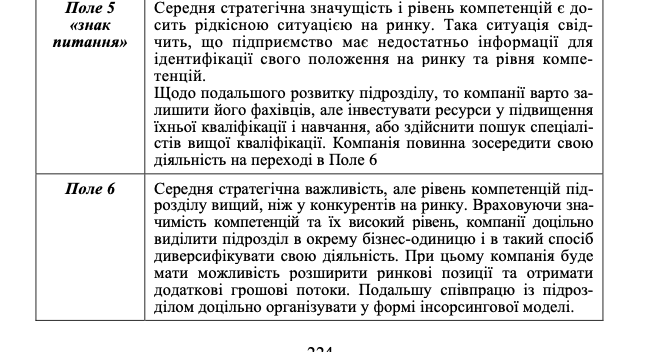 Поле 5
«знак
питання»
Середня стратегічна значущість і рівень компетенцій є до-
сить рідкісною ситуацією на ринку. Така ситуація свід-
чить, що підприємство має недостатньо інформації для
ідентифікації свого положення на ринку та рівня компе-
тенцій.
Щодо подальшого розвитку підрозділу, то компанії варто за-
лишити його фахівців, але інвестувати ресурси у підвищення
їхньої кваліфікації і навчання, або здійснити пошук спеціалі-
стів вищої кваліфікації. Компанія повинна зосередити свою
діяльність на переході в Поле 6
Поле 6
Середня стратегічна важливість, але рівень компетенцій під-
розділу вищий, ніж у конкурентів на ринку. Враховуючи зна-
чимість компетенцій та їх високий рівень, компанії доцільно
виділити підрозділ в окрему бізнес-одиницю і в такий спосіб
диверсифікувати свою діяльність. При цьому компанія буде
мати можливість розширити ринкові позиції та отримати
додаткові грошові потоки. Подальшу співпрацю із підроз-
ділом доцільно організувати у формі інсорсингової моделі.
224